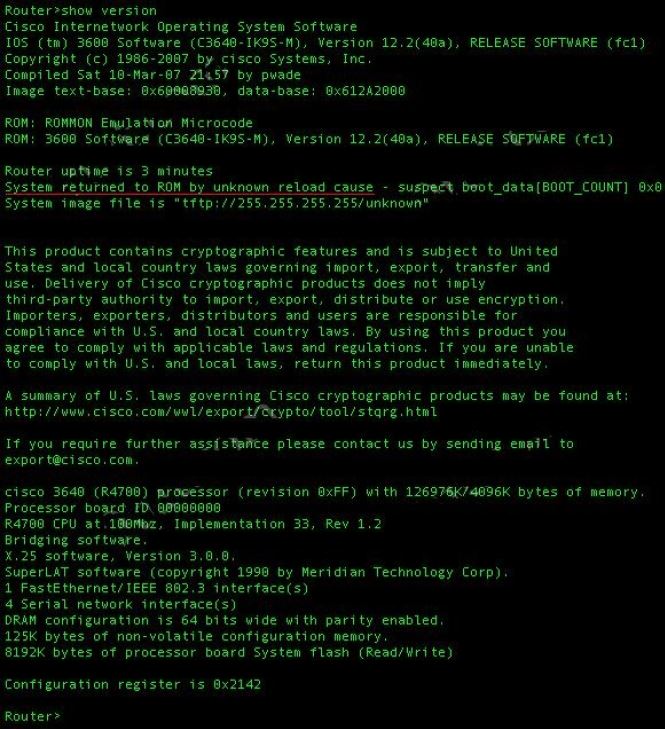 Router>show version
Cisco Internetwork Operating System Software
IOS (tm) 3600 Software (C3640-IK9S-M), Version 12.2(40a), RELEASE SOFTWARE (fc1)
Copyright (c) 1986-2007 by cisco Systems, Inc.
Compiled Sat 10-Mar-07 21:57 by pwade
Image text-base: 0x60008930, data-base: 0x612A2000
ROM: ROMMON Emulation Microcode
ROM: 3600 Software (C3640-IK9S-M), Version 12.2(40a), RELEASE SOFTWARE (fc1)
Router uptime is 3 minutes
System returned to ROM by unknown reload cause - suspect boot_data[BOOT_COUNT] 0x0
System image file is "tftp://255.255.255.255/unknown"
This product contains cryptographic features and is subject to United
States and local country laws governing import, export, transfer and
use. Delivery of Cisco cryptographic products does not imply
third-party authority to import, export, distribute or use encryption.
Importers, exporters, distributors and users are responsible for
compliance with U.S. and local country laws. By using this product you
agree to comply with applicable laws and regulations. If you are unable
to comply with U.S. and local laws, return this product immediately.
A summary of U.S. laws governing Cisco cryptographic products may be found at:
http://www.cisco.com/wwl/export/crypto/tool/stqrg.html
If you require further assistance please contact us by sending email to
export@cisco.com.
cisco 3640 (R4700) processor (revision 0xFF) with 126976K/4096K bytes of memory.
Processor board ID 00000000
R4700 CPU at 100Mhz, Implementation 33, Rev 1.2
Bridging software.
X.25 software, Version 3.0.0.
SuperLAT software (copyright 1990 by Meridian Technology Corp).
1 FastEthernet/IEEE 802.3 interface(s)
4 Serial network interface(s)
DRAM configuration is 64 bits wide with parity enabled.
125K bytes of non-volatile configuration memory.
8192K bytes of processor board System flash (Read/Write)
Configuration register is 0x2142
Router>